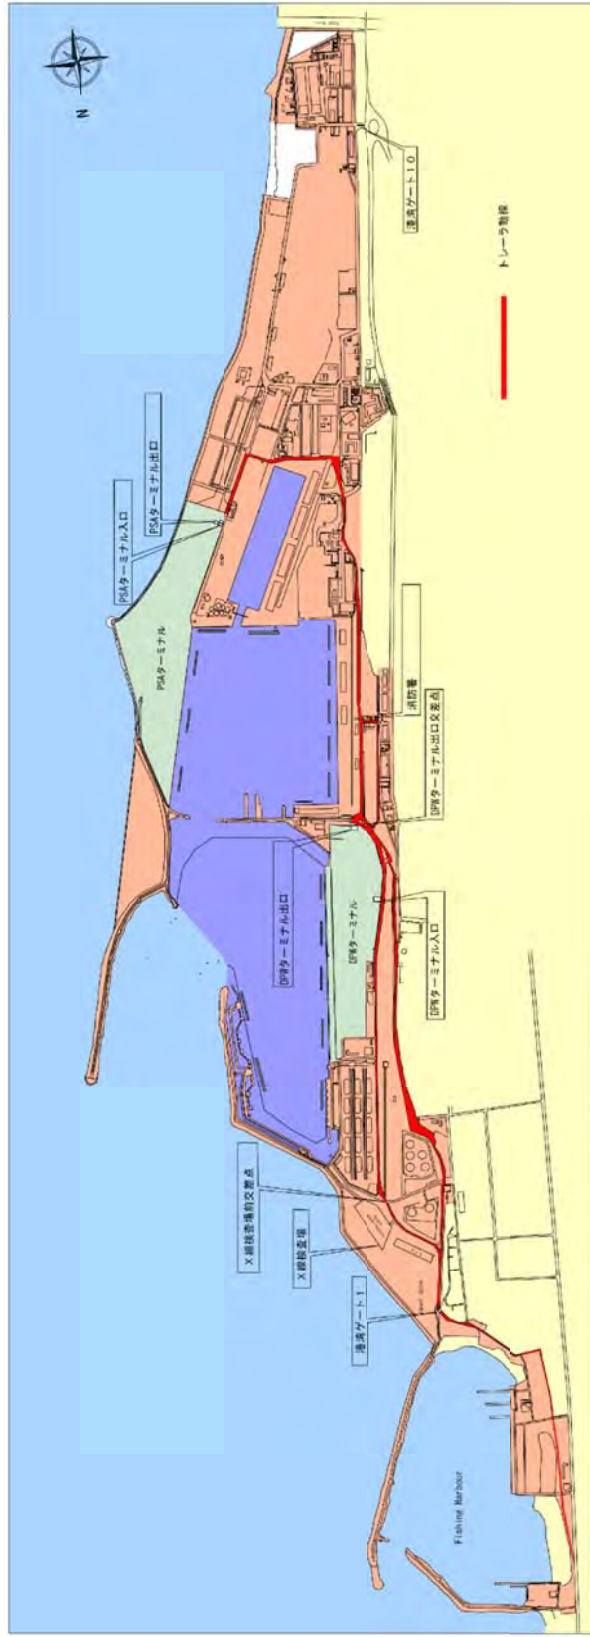 N
港湾ゲート10
トレーラ動線
PSAターミナル出口
PSAターミナル入口
PSAターミナル
消防署
DPWターミナル出口交差点
DPWターミナル出口
DPWターミナル
DPWターミナル入口
X線検査場前交差点
X線検査場
港湾ゲート1
Fishing Harbour